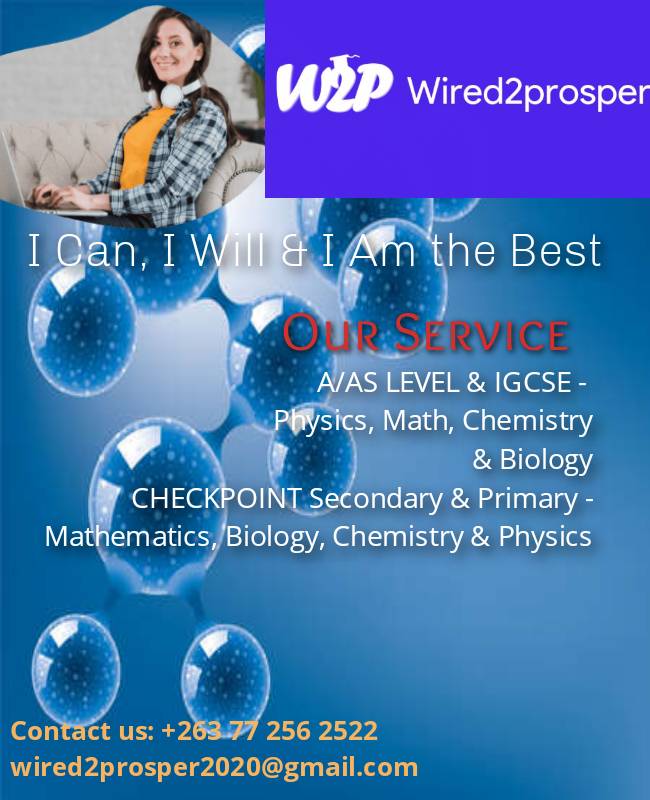 W2P Wired2prosper
I Can, I Will & I Am the Best
Our Service
A/AS LEVEL & IGCSE -
Physics, Math, Chemistry
& Biology
CHECKPOINT Secondary & Primary -
Mathematics, Biology, Chemistry & Physics
Contact us: +263 77 256 2522
wired2prosper2020@gmail.com